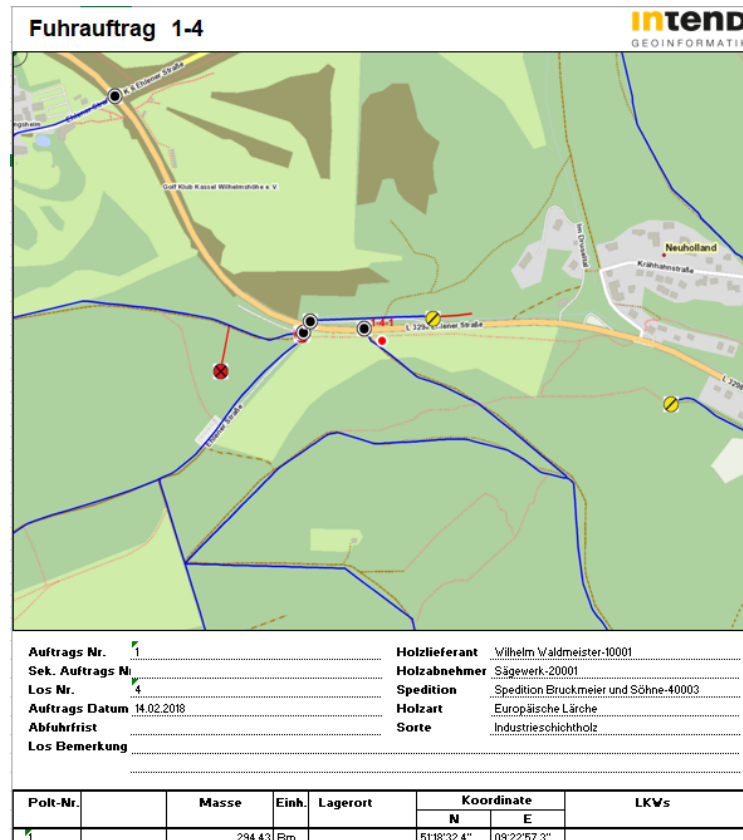 Fuhrauftrag 1-4
INTEND
GEOINFORMATIK
K 6 Ehlener Straße
Ehlener Straße
Golf Klub Kassel Wilhelmshöhe e.V.
Im Druseltal
Neuholland
Krähhahnstraße
1-4-1
L 3298 Ehlener Straße
L 3298
Ehlener Straße
Auftrags Nr. 1
Holzlieferant Wilhelm Waldmeister-10001
Sek. Auftrags Nr
Holzabnehmer Sägewerk-20001
Los Nr. 4
Spedition Spedition Bruckmeier und Söhne-40003
Auftrags Datum 14.02.2018
Holzart Europäische Lärche
Abfuhrfrist
Sorte Industrieschichtholz
Los Bemerkung
Polt-Nr. Masse Einh. Lagerort Koordinate LKWs
N E
1 294,43 Rm 51°18'32.4" 09°22'57.3"